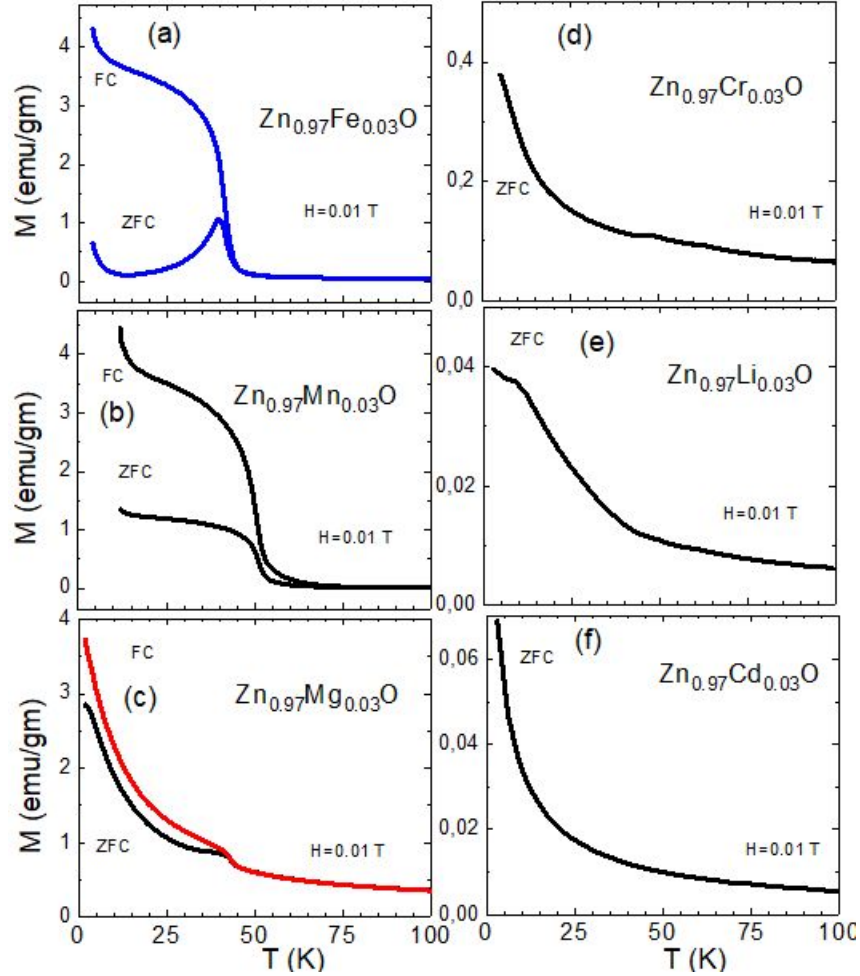 (a)
FC
Zn0.97Fe0.03O
ZFC
H=0.01 T
M (emu/gm)
4
3
2
1
0
(b)
FC
Zn0.97Mn0.03O
ZFC
H=0.01 T
M (emu/gm)
4
3
2
1
0
(c)
FC
Zn0.97Mg0.03O
ZFC
H=0.01 T
M (emu/gm)
4
3
2
1
0
0 25 50 75 100
T (K)
(d)
Zn0.97Cr0.03O
ZFC
H=0.01 T
0,4
0,2
0,0
(e)
ZFC
Zn0.97Li0.03O
H=0.01 T
0,04
0,02
0,00
(f)
ZFC
Zn0.97Cd0.03O
H=0.01 T
0,06
0,04
0,02
0,00
0 25 50 75 100
T (K)